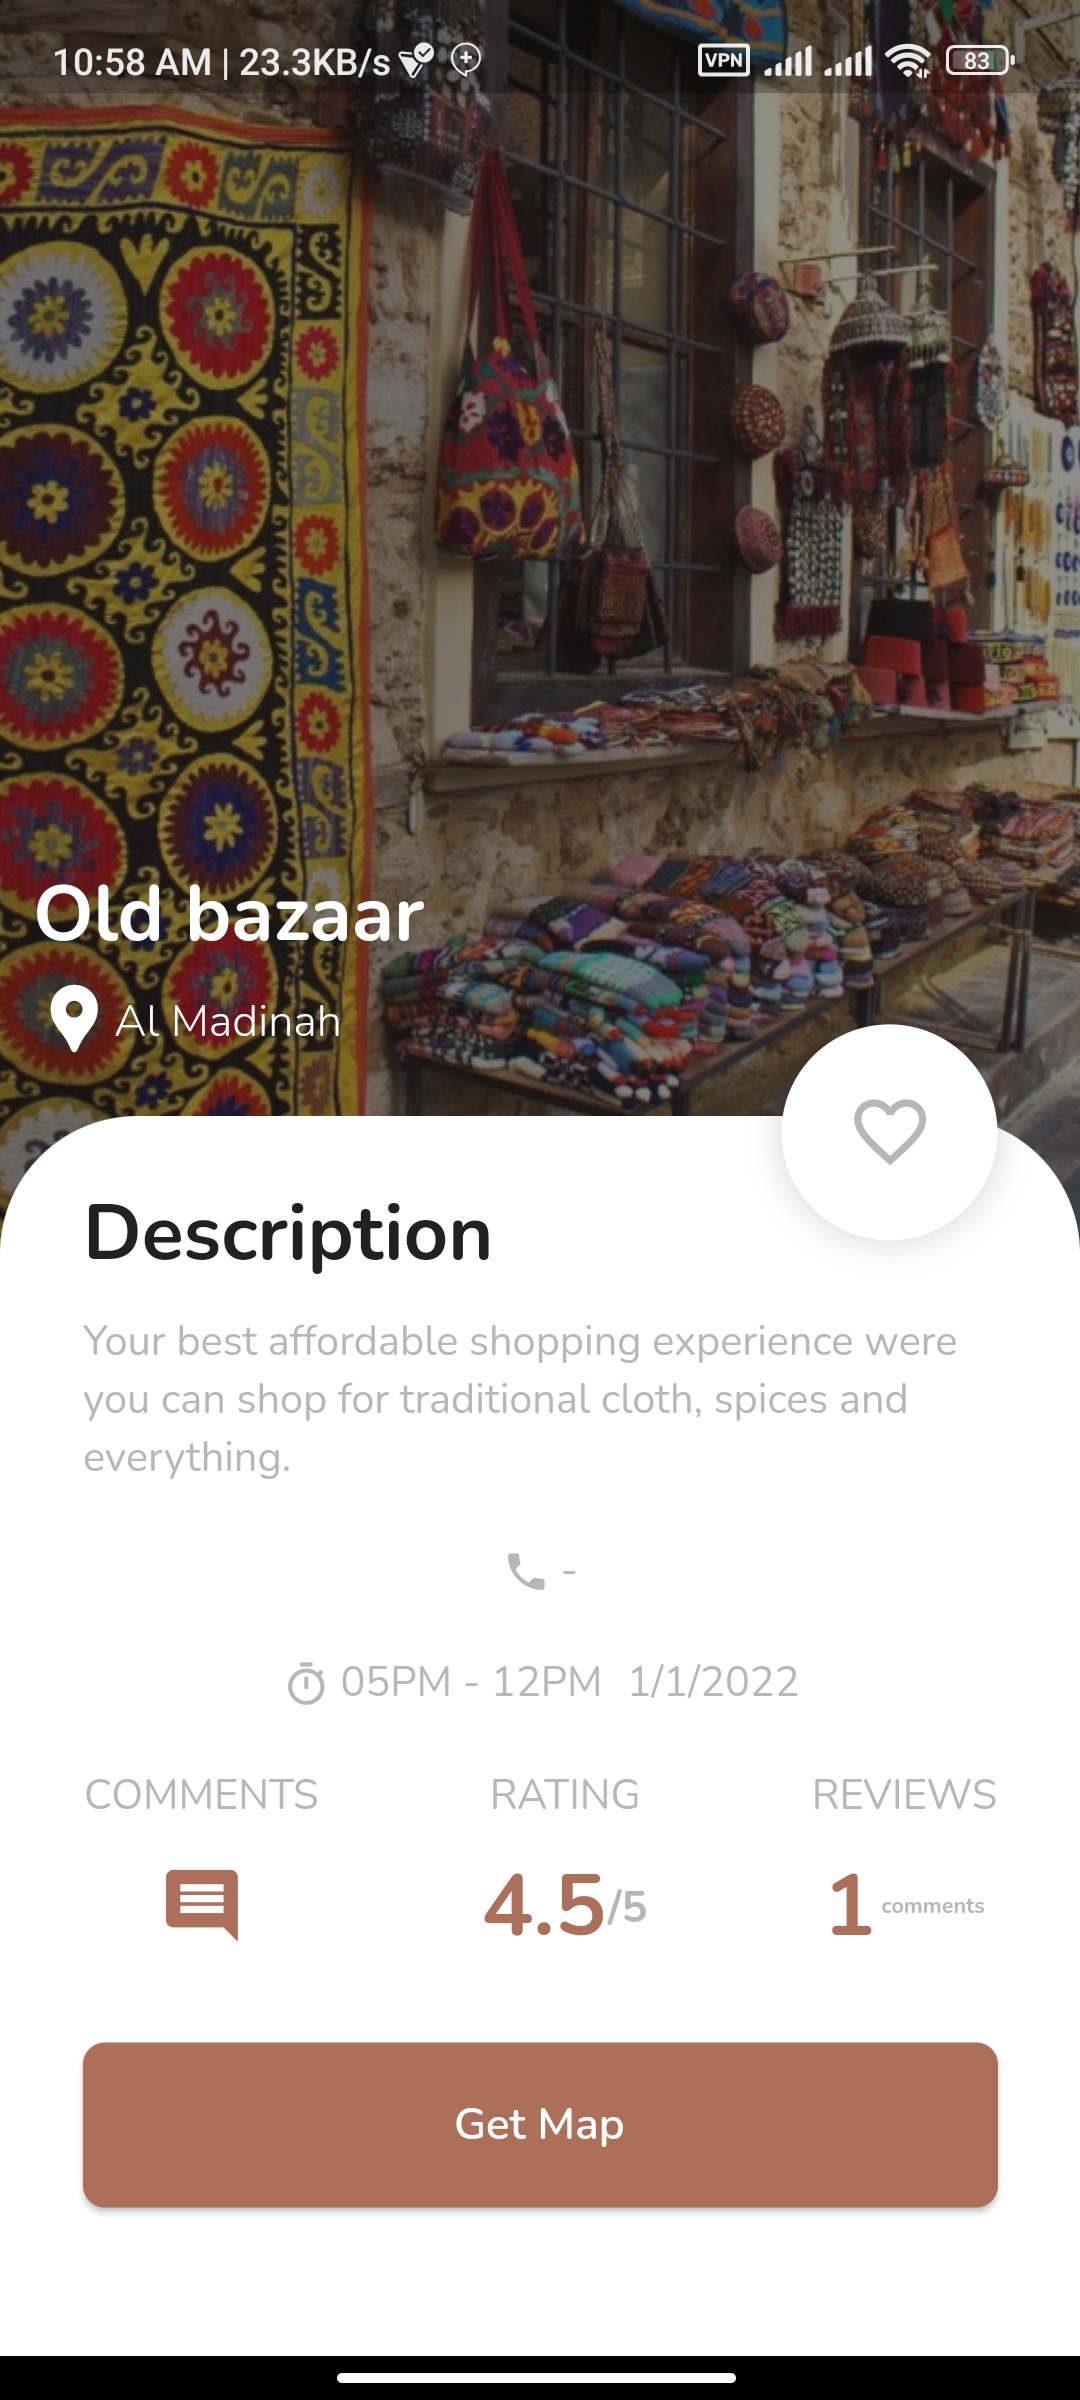 10:58 AM | 23.3KB/s VPN 83
Old bazaar
Al Madinah
Description
Your best affordable shopping experience were
you can shop for traditional cloth, spices and
everything.
-
05PM - 12PM 1/1/2022
COMMENTS RATING REVIEWS
4.5/5 1 comments
Get Map